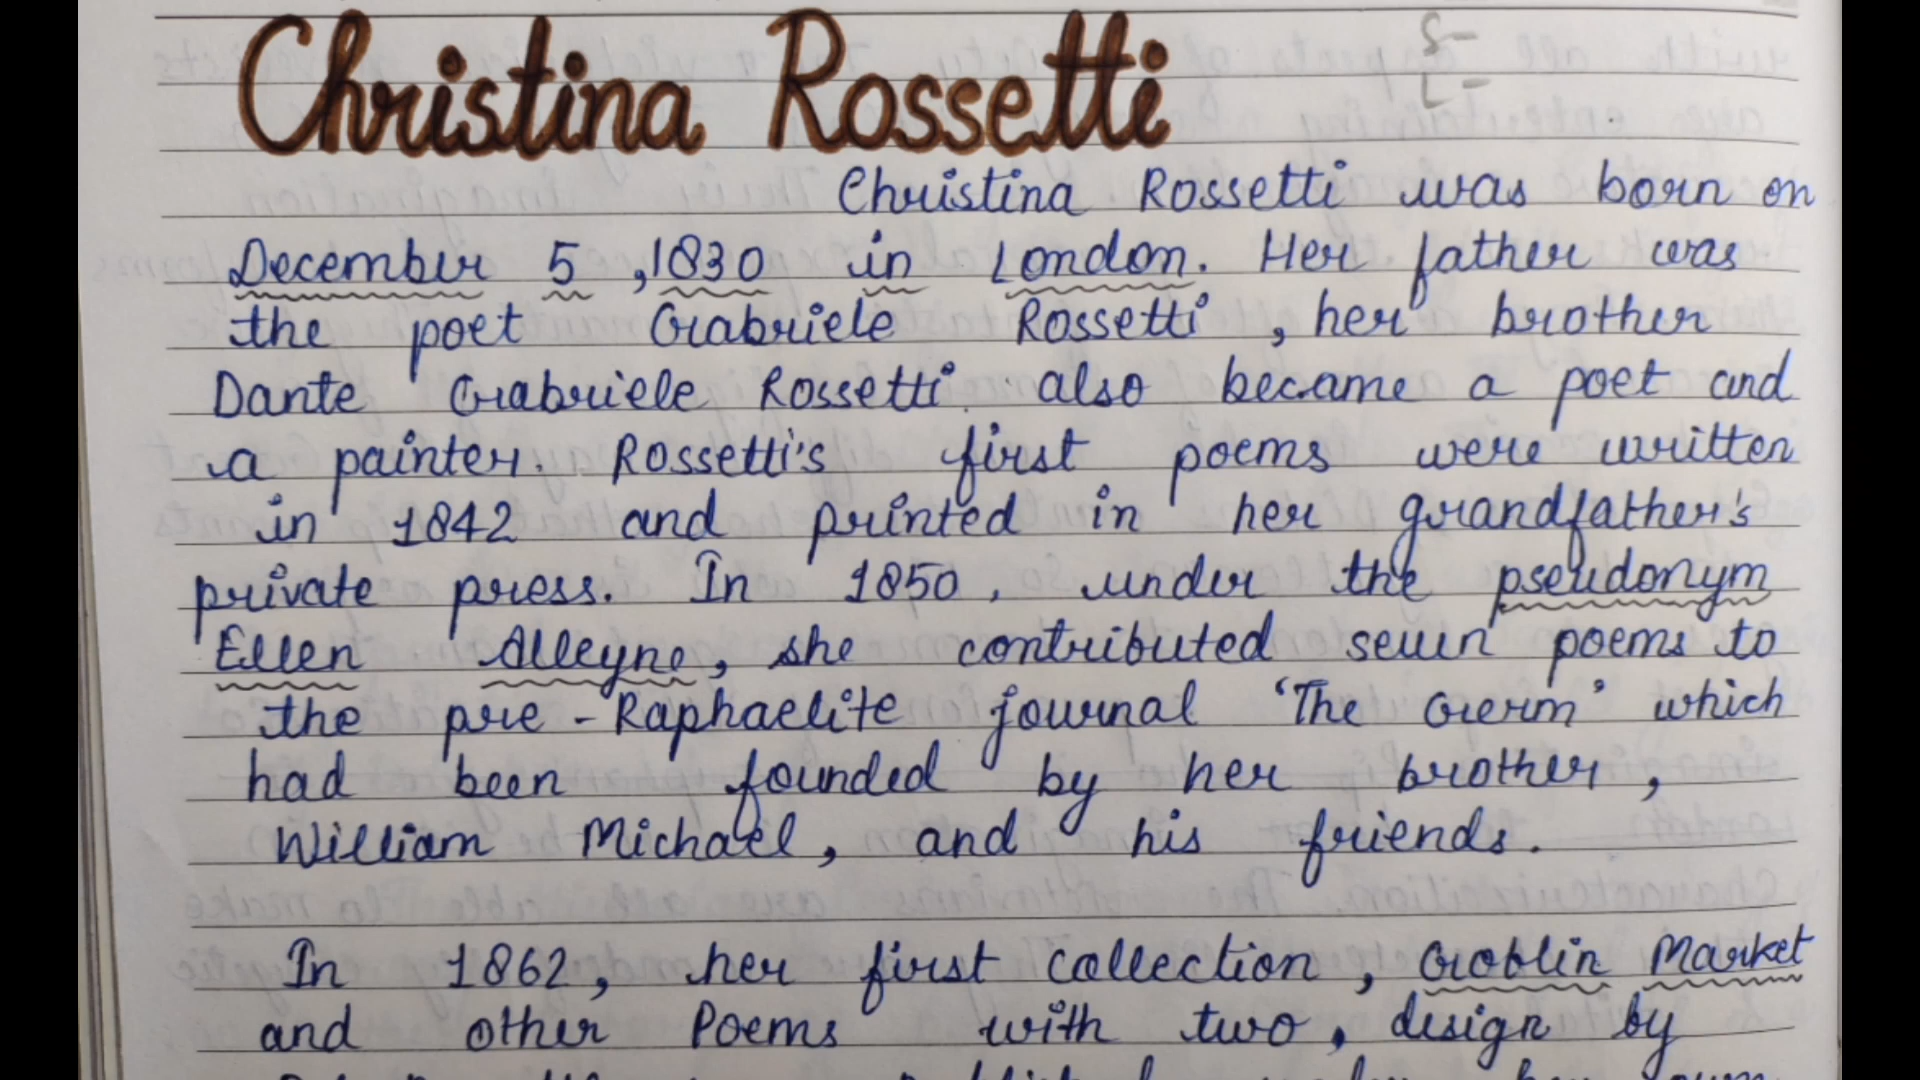 Christina Rossetti
Christina Rossetti was born on
December 5, 1830 in London. Her father was
the poet Gabriele Rossetti, her brother
Dante Gabriele Rossetti also became a poet and
a painter. Rossetti's first poems were written
in 1842 and printed in her grandfather's
private press. In 1850, under the pseudonym
Ellen Alleyne, she contributed seven poems to
the pre-Raphaelite journal 'The Germ' which
had been founded by her brother,
William Michael, and his friends.
In 1862, her first collection, Goblin Market
and other Poems with two, design by